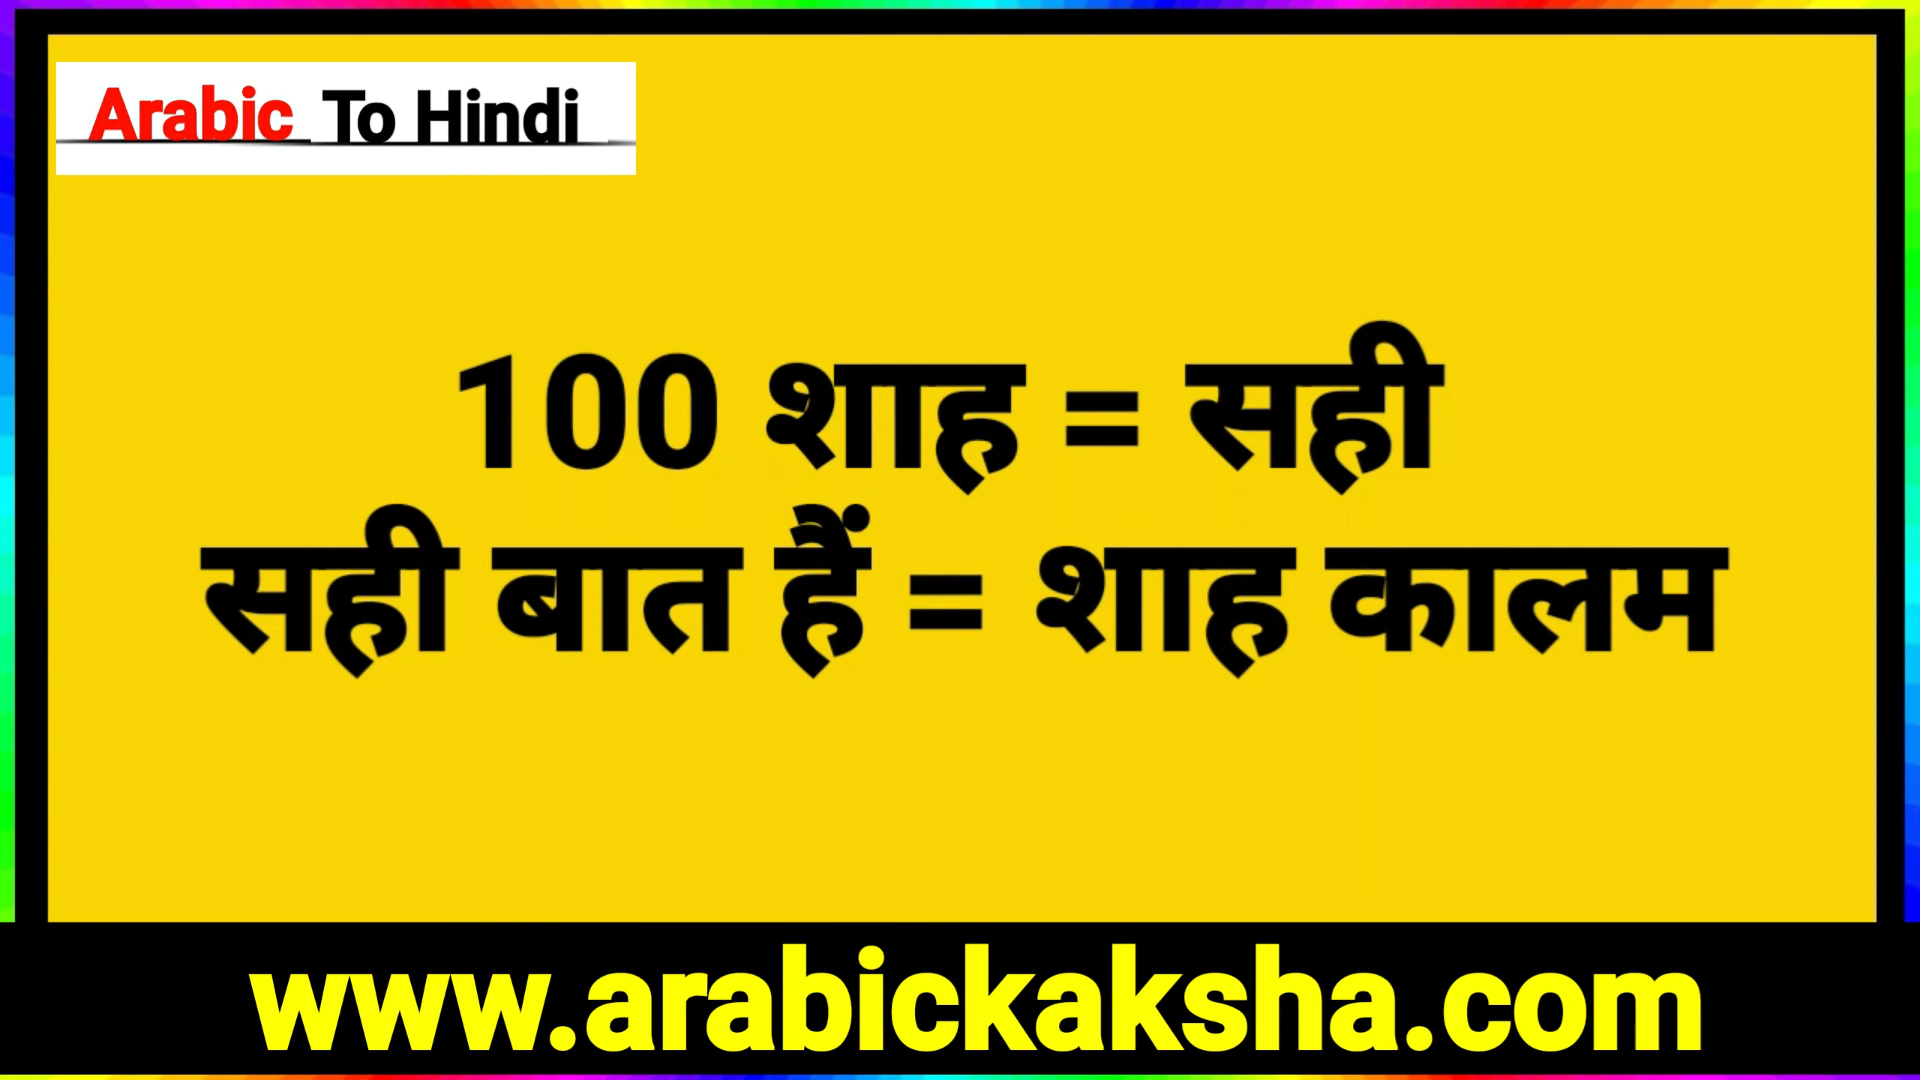 Arabic To Hindi
100 शाह = सही
सही बात हैं = शाह कालम
www.arabickaksha.com